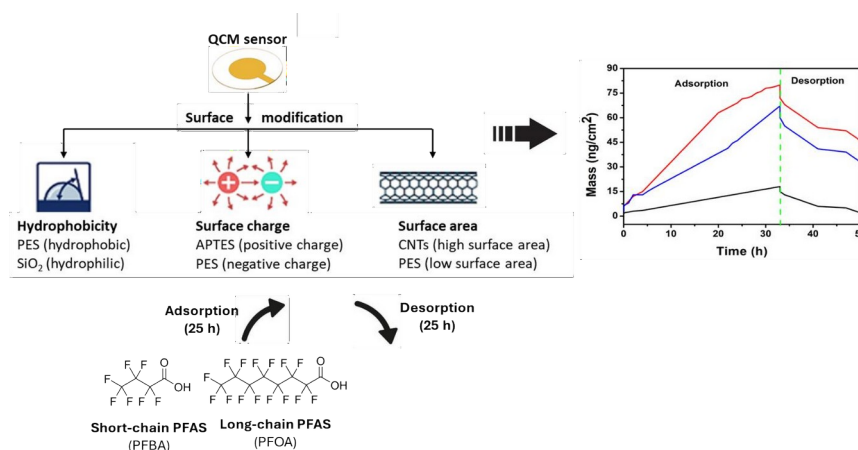 QCM sensor
Surface modification
Hydrophobicity
PES (hydrophobic)
SiO₂ (hydrophilic)
+
−
Surface charge
APTES (positive charge)
PES (negative charge)
Surface area
CNTs (high surface area)
PES (low surface area)
Adsorption
(25 h)
Desorption
(25 h)
F F F O
F OH
F F F
Short-chain PFAS
(PFBA)
F F F F F F O
F OH
F F F F F F F F
Long-chain PFAS
(PFOA)
Adsorption
Desorption
Mass (ng/cm²)
90
75
60
45
30
15
0
0 10 20 30 40
Time (h)